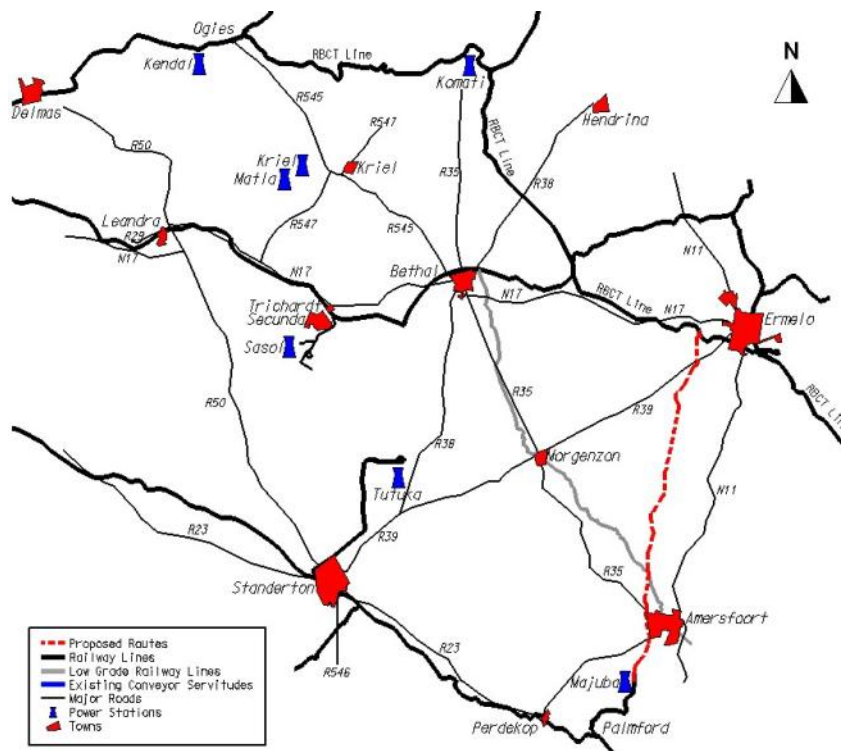 Ogies
RBCT Line
Kendal
Komati
N
Delmas
R545
R547
Hendrina
R50
RBCT Line
Kriel
Kriel
Matla
R35
R38
Leandra
R29
N17
R547
R545
N11
N17
Bethal
Trichardt
Secunda
N17
RBCT Line
N17
Ermelo
Sasol
RBCT Line
R50
R35
R39
R38
Morgenzon
Tutuka
N11
R23
R39
Standerton
R35
Amersfoort
R23
R546
Majuba
Perdekop
Palmford
Proposed Routes
Railway Lines
Low Grade Railway Lines
Existing Conveyor Servitudes
Major Roads
Power Stations
Towns